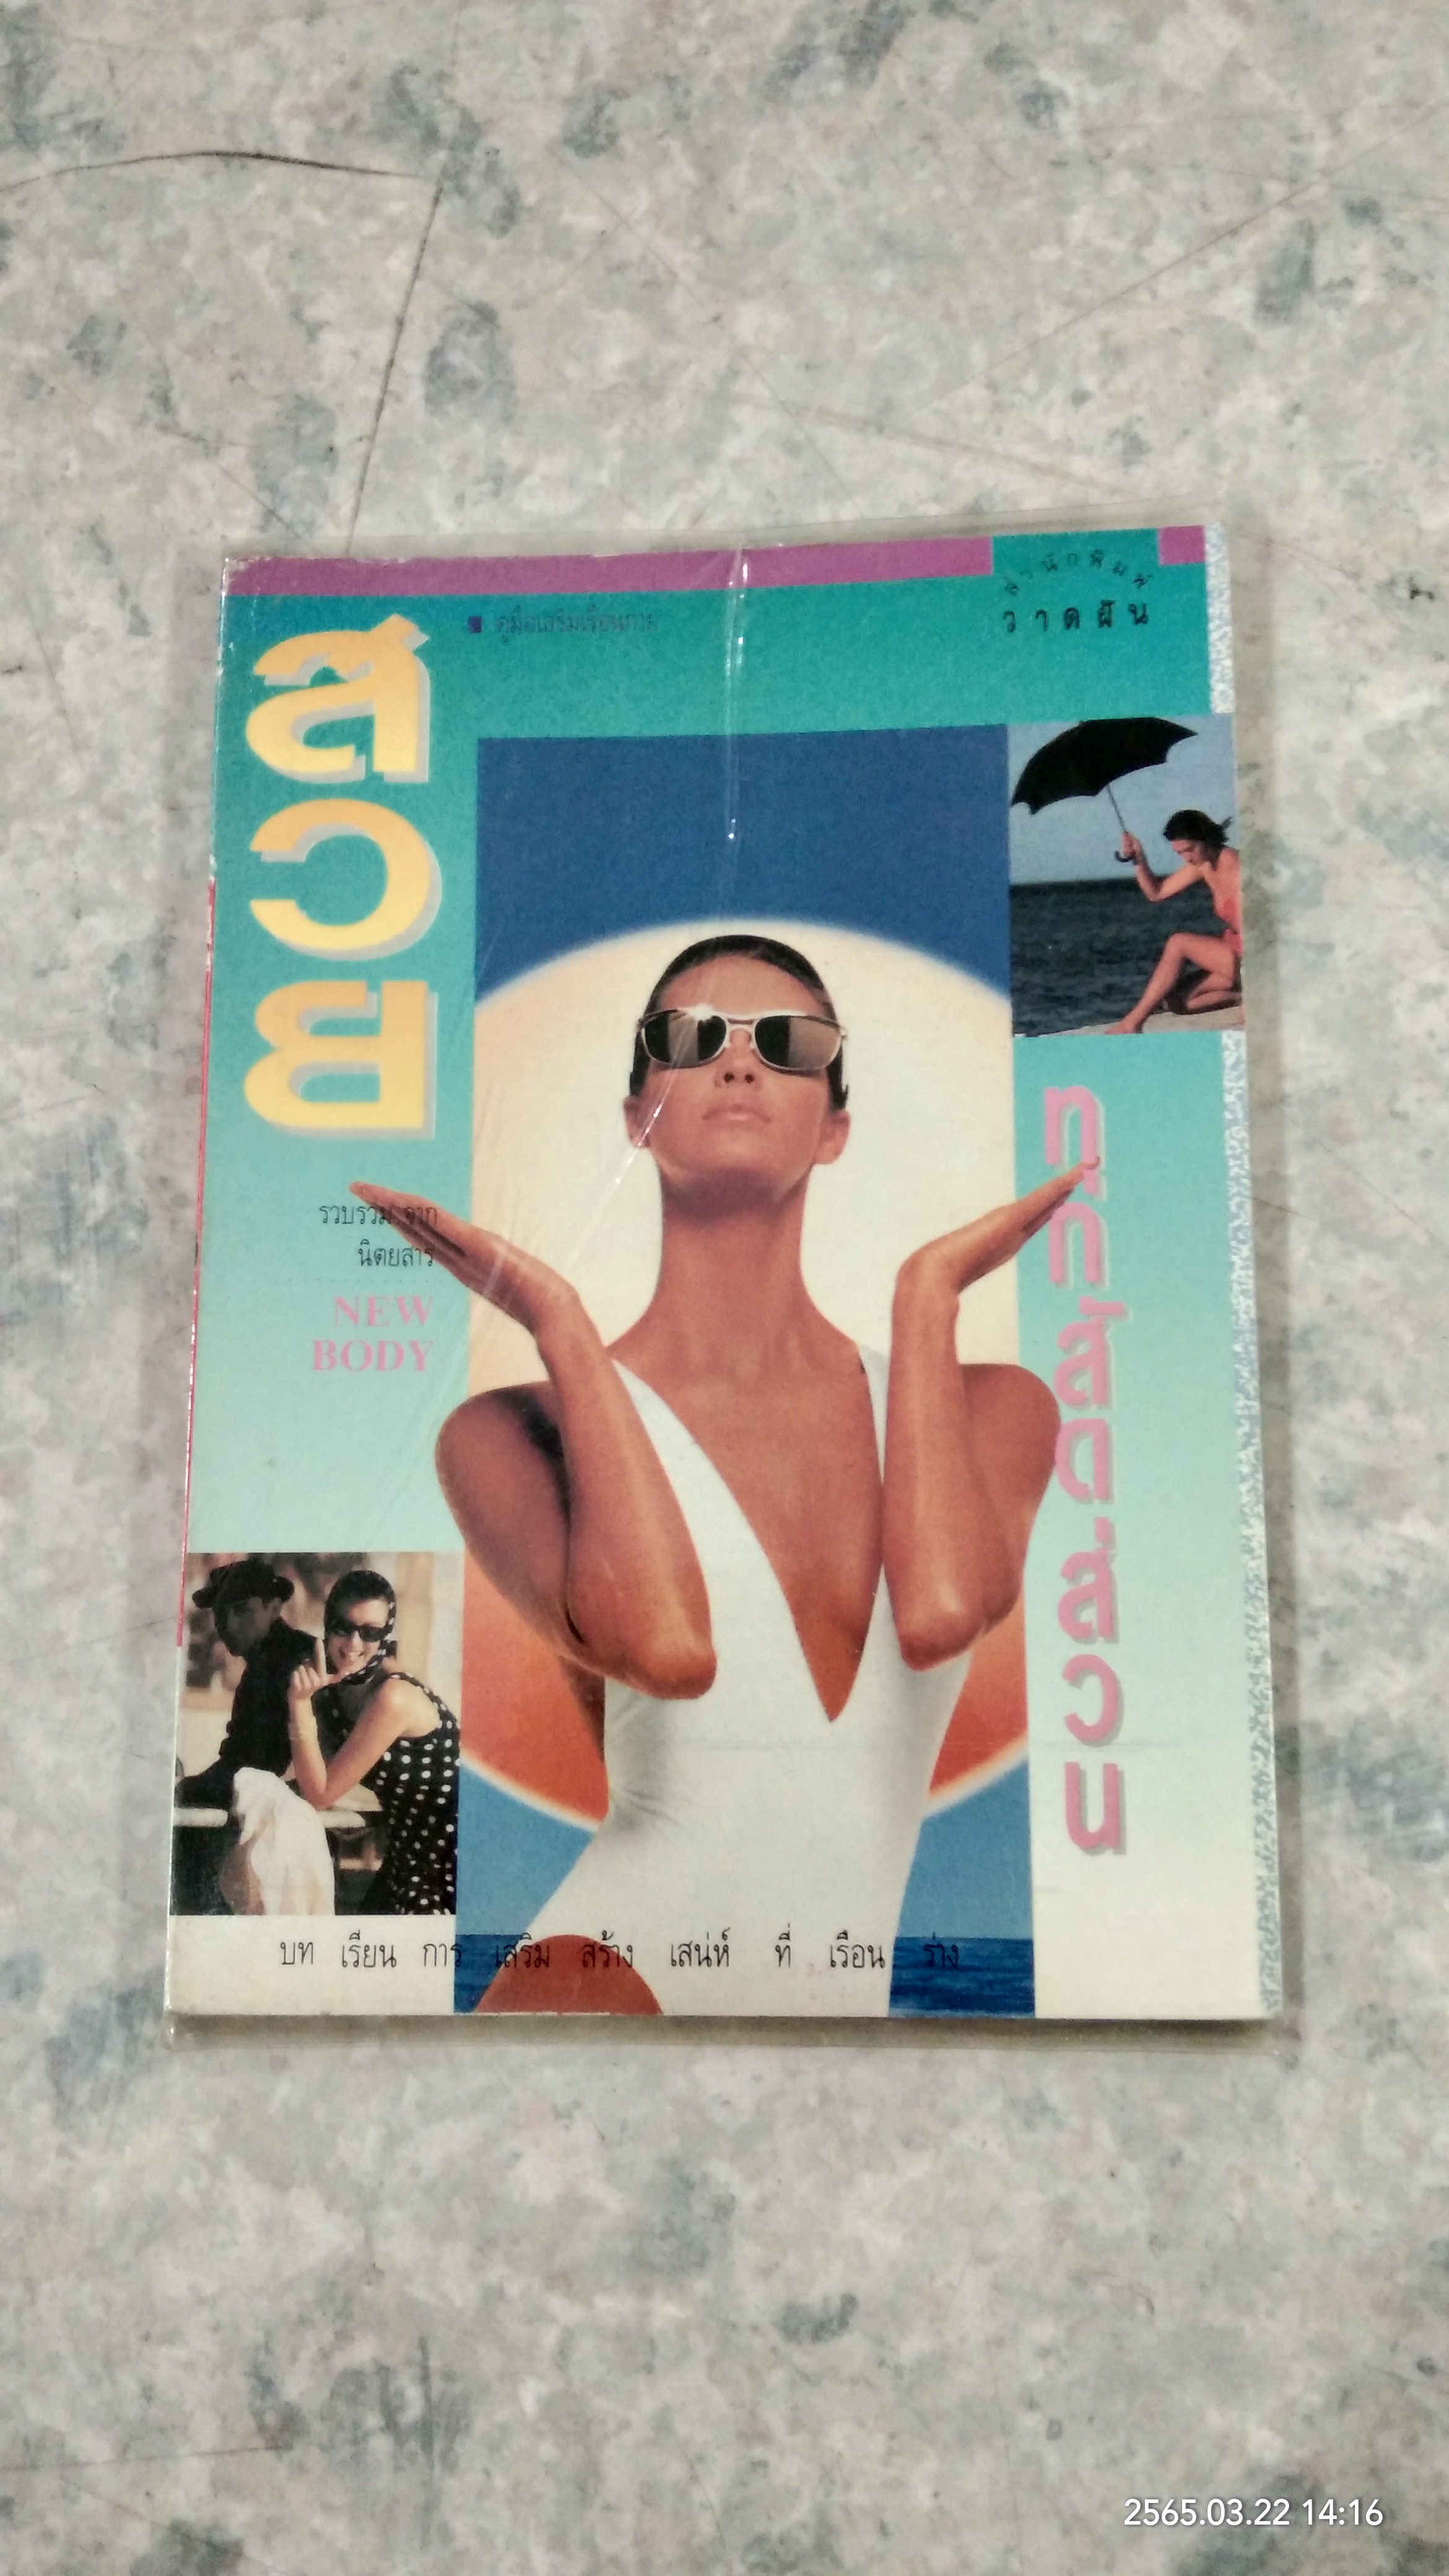 สำนักพิมพ์
วาดฝัน
คู่มือเสริมเรือนกาย
สวย
ทุกสัดส่วน
รวบรวม จาก
นิตยสาร
NEW
BODY
บท เรียน การ เสริม สร้าง เสน่ห์ ที่ เรือน ร่าง
2565.03.22 14:16